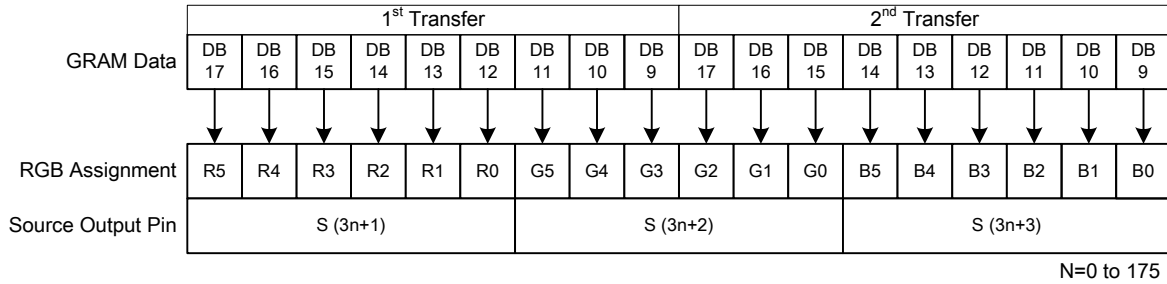 1st Transfer 2nd Transfer
GRAM Data DB 17 DB 16 DB 15 DB 14 DB 13 DB 12 DB 11 DB 10 DB 9 DB 17 DB 16 DB 15 DB 14 DB 13 DB 12 DB 11 DB 10 DB 9
RGB Assignment R5 R4 R3 R2 R1 R0 G5 G4 G3 G2 G1 G0 B5 B4 B3 B2 B1 B0
Source Output Pin S (3n+1) S (3n+2) S (3n+3)
N=0 to 175